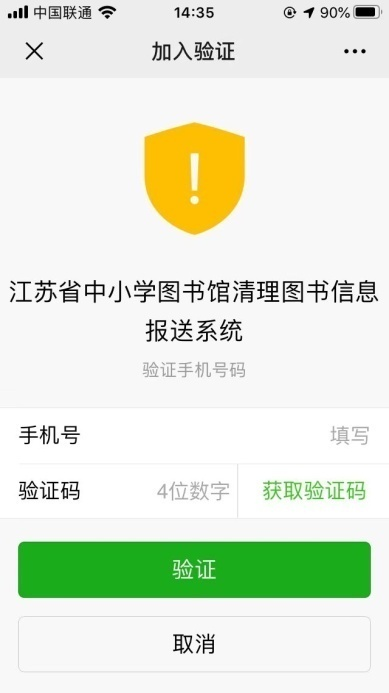 中国联通 14:35 90%
加入验证
江苏省中小学图书馆清理图书信息
报送系统
验证手机号码
手机号 填写
验证码 4位数字 获取验证码
验证
取消